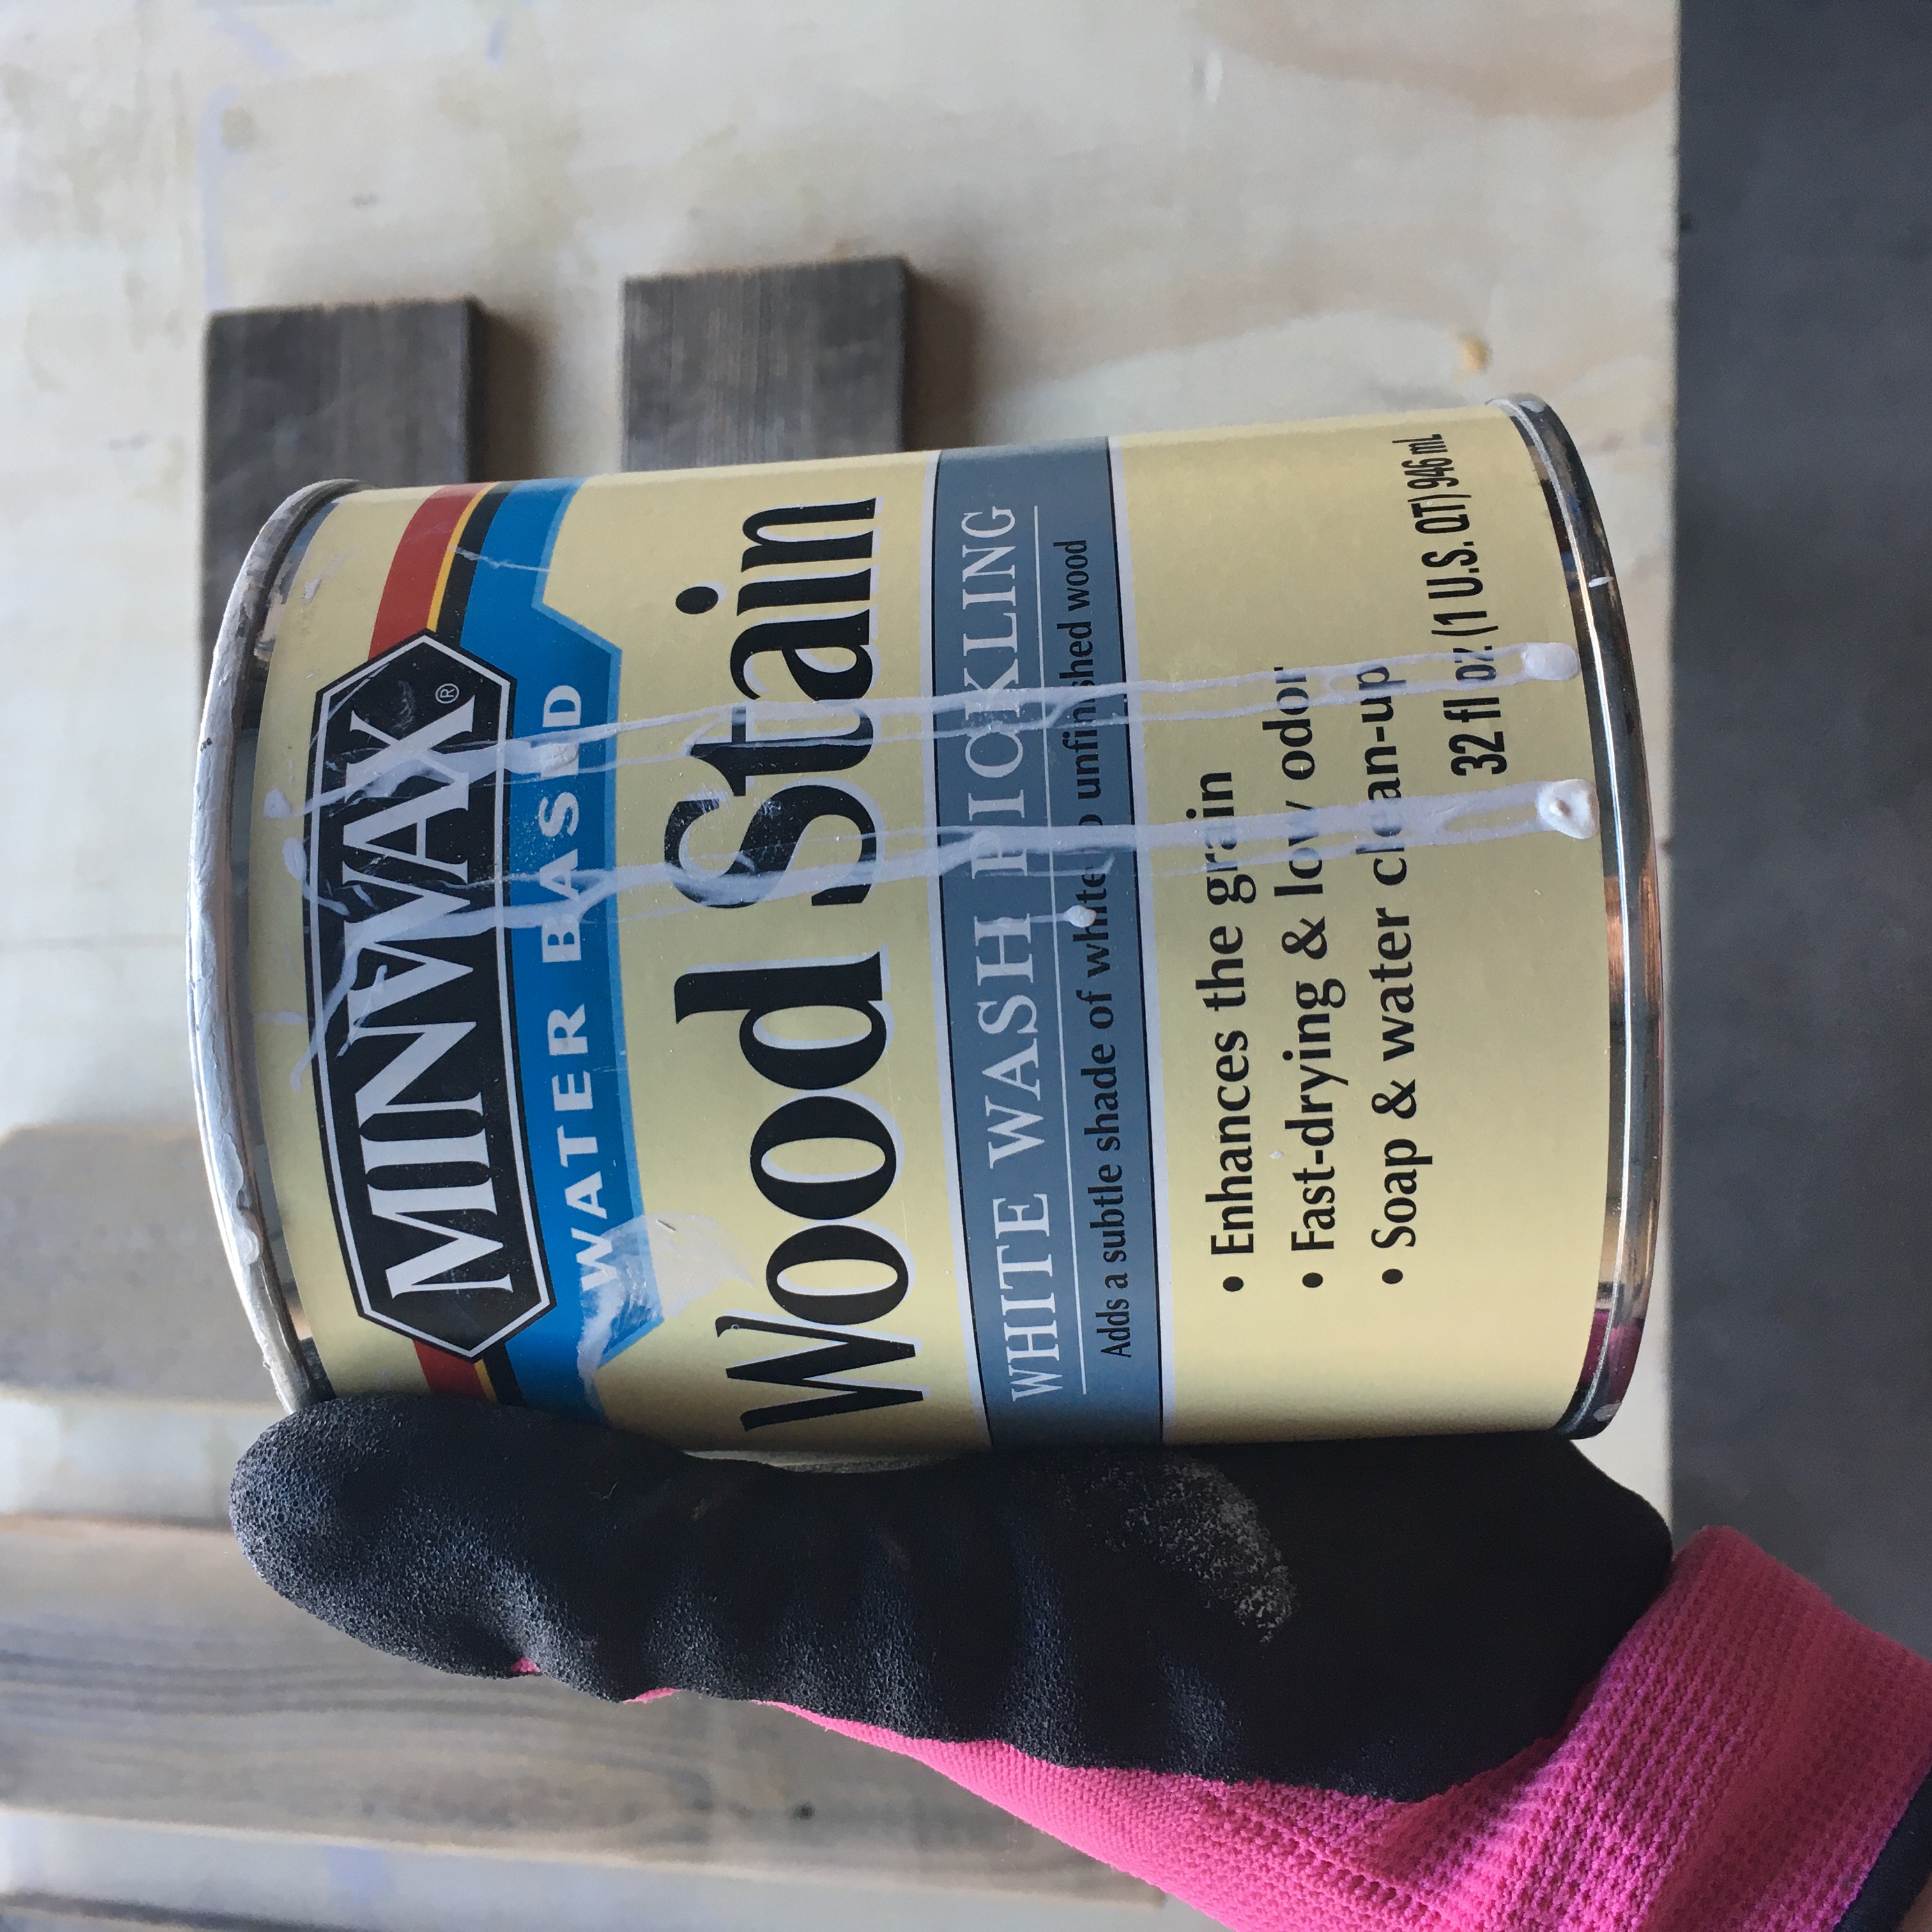 MINWAX®
WATER BASED
Wood Stain
WHITE WASH PICKLING
Adds a subtle shade of white to unfinished wood
• Enhances the grain
• Fast-drying & low odor
• Soap & water clean-up
32 fl oz (1 U.S. QT) 946 mL